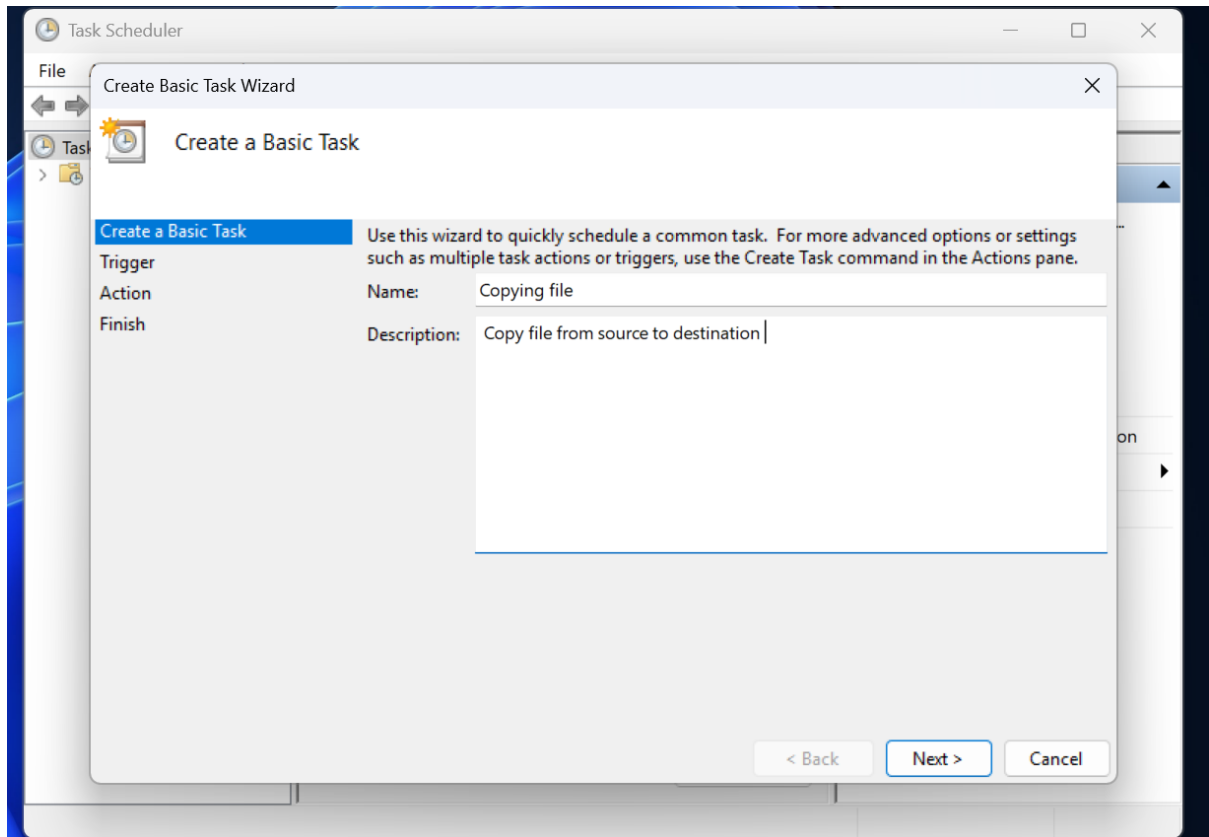 Task Scheduler
File
Create Basic Task Wizard
Create a Basic Task
Create a Basic Task
Trigger
Action
Finish
Use this wizard to quickly schedule a common task. For more advanced options or settings
such as multiple task actions or triggers, use the Create Task command in the Actions pane.
Name: Copying file
Description: Copy file from source to destination
Task
...
on
< Back Next > Cancel